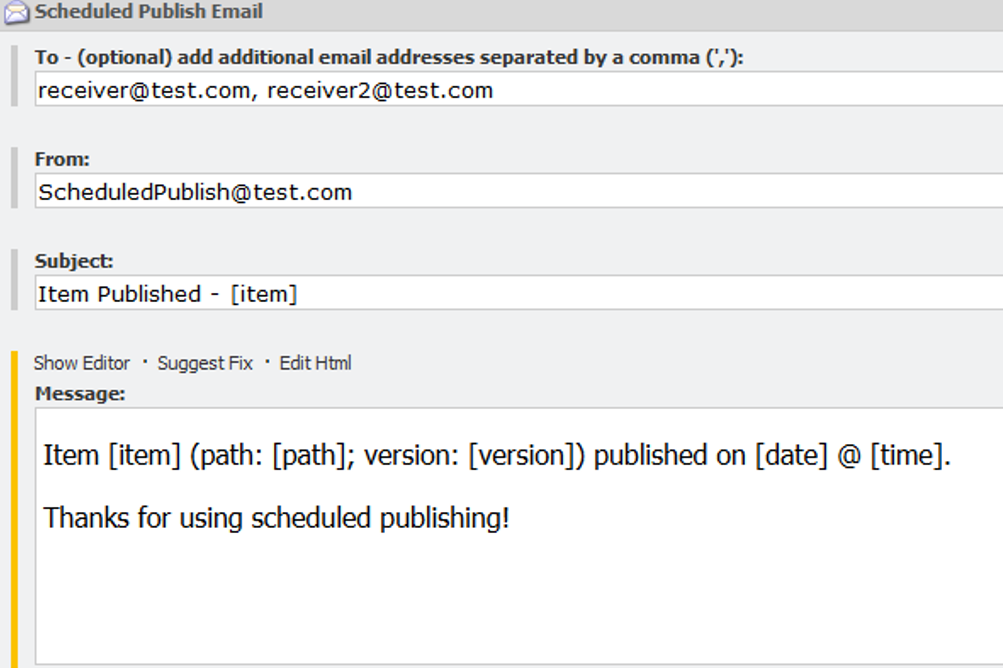 Scheduled Publish Email
To - (optional) add additional email addresses separated by a comma (','):
receiver@test.com, receiver2@test.com
From:
ScheduledPublish@test.com
Subject:
Item Published - [item]
Show Editor · Suggest Fix · Edit Html
Message:
Item [item] (path: [path]; version: [version]) published on [date] @ [time].
Thanks for using scheduled publishing!